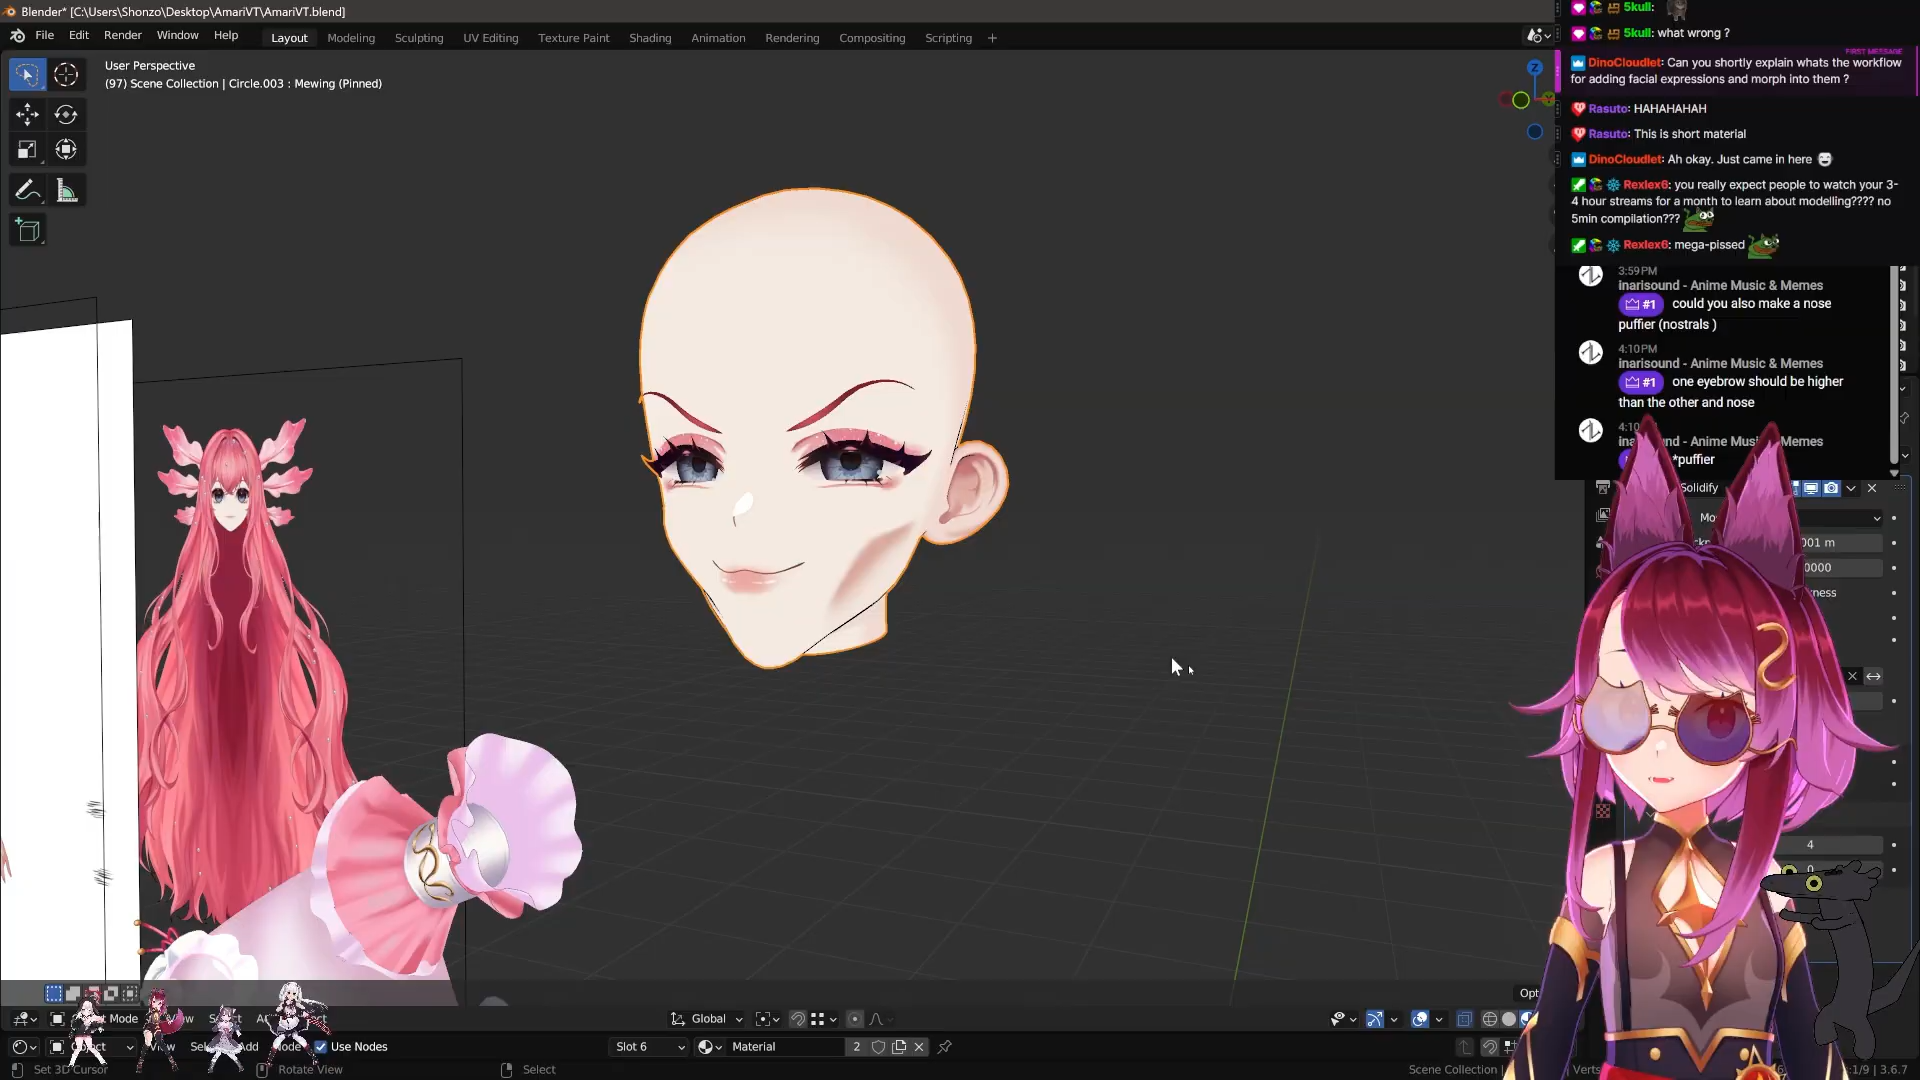 Blender* [C:\Users\Shonzo\Desktop\AmariVT\AmariVT.blend]
File Edit Render Window Help
Layout Modeling Sculpting UV Editing Texture Paint Shading Animation Rendering Compositing Scripting +
User Perspective
(97) Scene Collection | Circle.003 : Mewing (Pinned)
Z
5kull:
5kull: what wrong ?
FIRST MESSAGE
DinoCloudlet: Can you shortly explain whats the workflow
for adding facial expressions and morph into them ?
Rasuto: HAHAHAHAH
Rasuto: This is short material
DinoCloudlet: Ah okay. Just came in here
Rexlex6: you really expect people to watch your 3-
4 hour streams for a month to learn about modelling???? no
5min compilation???
Rexlex6: mega-pissed
3:59PM
inarisound - Anime Music & Memes
#1 could you also make a nose
puffier (nostrals )
4:10PM
inarisound - Anime Music & Memes
#1 one eyebrow should be higher
than the other and nose
4:10
Memes
*puffier
Solidify
001 m
0000
4
0
Opt
Mode
Global
Object
Add
Use Nodes
Slot 6
Material
2
Set 3D Cursor
Rotate View
Select
Scene Collection |
Verts
1/9 | 3.6.7